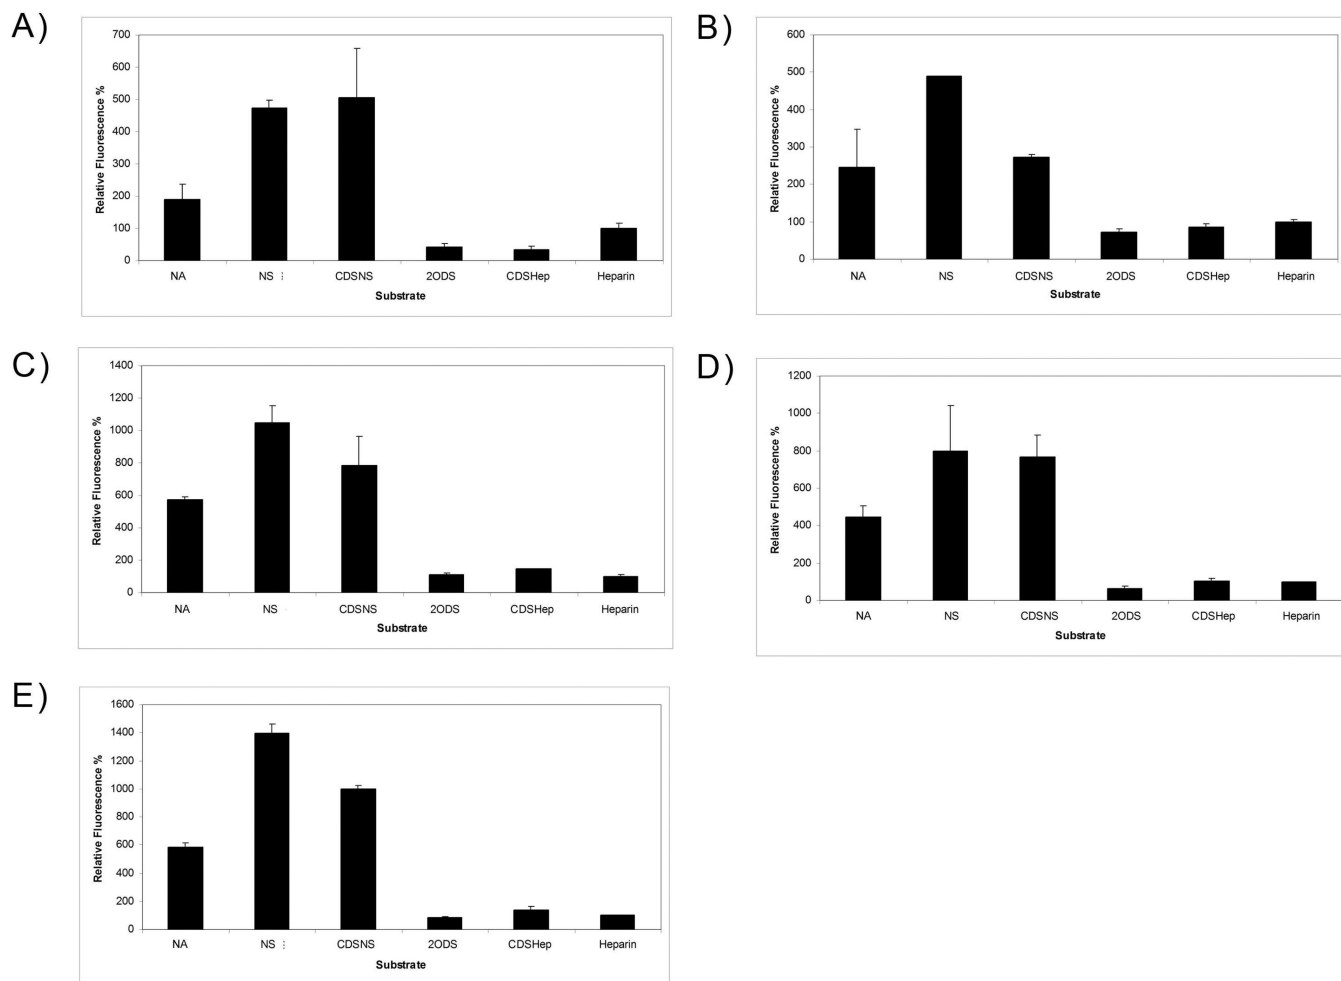 A)
700
600
500
400
300
200
100
0
Relative Fluorescence %
NA NS CDSNS 2ODS CDSHep Heparin
Substrate
B)
600
500
400
300
200
100
0
Relative Fluorescence %
NA NS CDSNS 2ODS CDSHep Heparin
Substrate
C)
1400
1200
1000
800
600
400
200
0
Relative Fluorescence %
NA NS CDSNS 2ODS CDSHep Heparin
Substrate
D)
1200
1000
800
600
400
200
0
Relative Fluorescence %
NA NS CDSNS 2ODS CDSHep Heparin
Substrate
E)
1600
1400
1200
1000
800
600
400
200
0
Relative Fluorescence %
NA NS CDSNS 2ODS CDSHep Heparin
Substrate